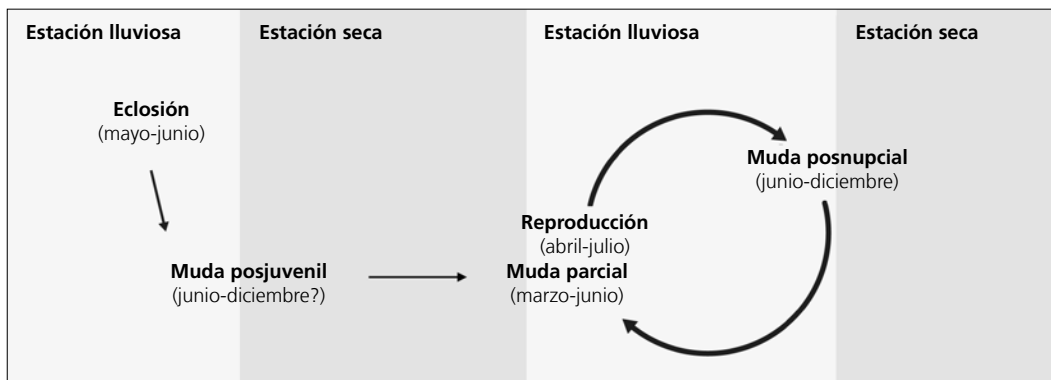 Estación lluviosa
Estación seca
Estación lluviosa
Estación seca
Eclosión
(mayo-junio)
Muda posjuvenil
(junio-diciembre?)
Reproducción
(abril-julio)
Muda parcial
(marzo-junio)
Muda posnupcial
(junio-diciembre)